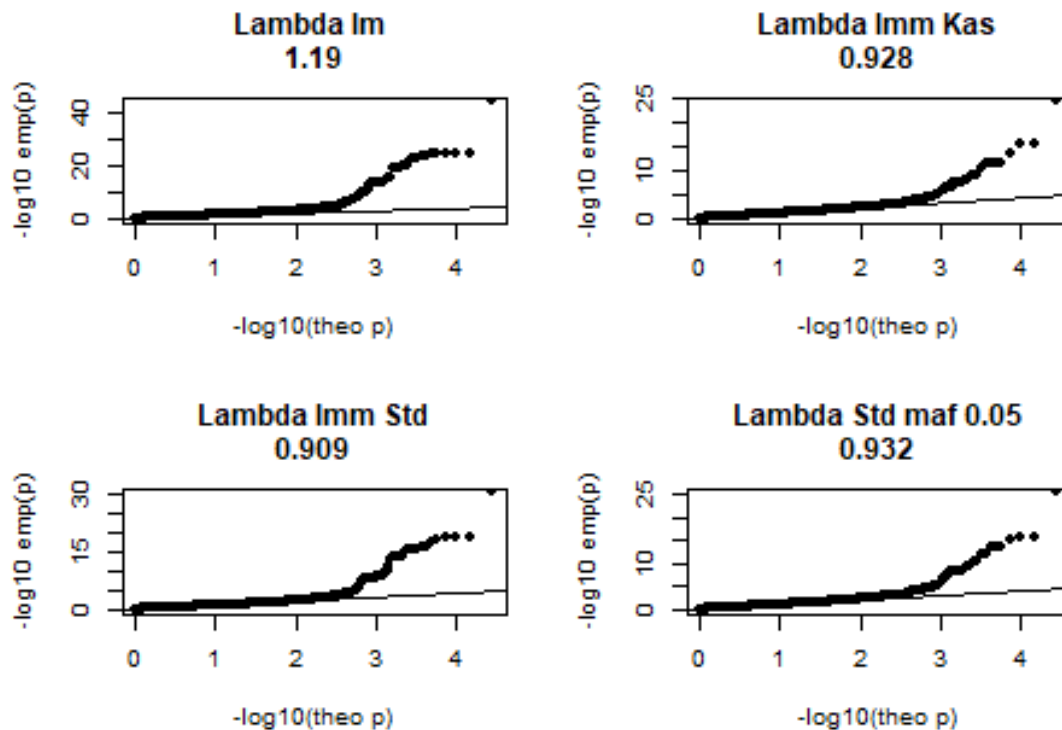 Lambda lm
1.19
-log10 emp(p)
40
20
0
0 1 2 3 4
-log10(theo p)
Lambda lmm Kas
0.928
-log10 emp(p)
25
10
0
0 1 2 3 4
-log10(theo p)
Lambda lmm Std
0.909
-log10 emp(p)
30
15
0
0 1 2 3 4
-log10(theo p)
Lambda Std maf 0.05
0.932
-log10 emp(p)
25
10
0
0 1 2 3 4
-log10(theo p)